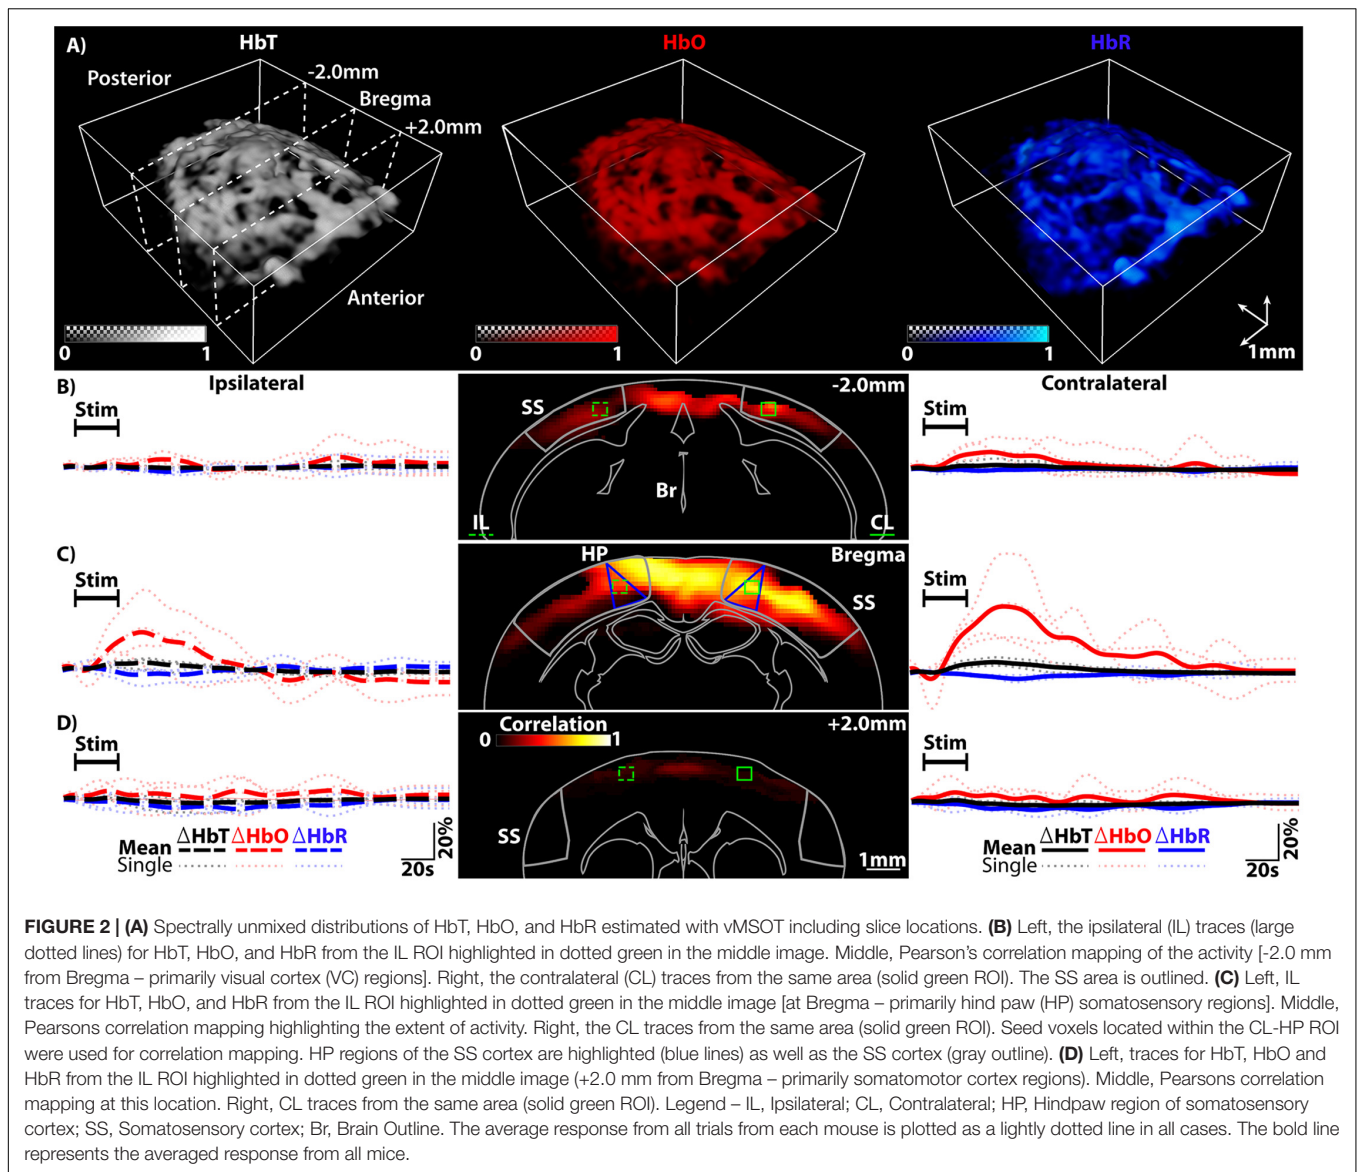 A)
HbT
HbO
HbR
Posterior
-2.0mm
Bregma
+2.0mm
Anterior
0 1
0 1
0 1
1mm
B)
Ipsilateral
Contralateral
Stim
SS
-2.0mm
Br
IL
CL
Stim
C)
Stim
HP
Bregma
SS
Stim
D)
Stim
Correlation
0 1
+2.0mm
SS
1mm
Stim
ΔHbT ΔHbO ΔHbR
Mean
Single
20s
20%
ΔHbT ΔHbO ΔHbR
Mean
Single
20s
20%
FIGURE 2 | (A) Spectrally unmixed distributions of HbT, HbO, and HbR estimated with vMSOT including slice locations. (B) Left, the ipsilateral (IL) traces (large
dotted lines) for HbT, HbO, and HbR from the IL ROI highlighted in dotted green in the middle image. Middle, Pearson's correlation mapping of the activity [-2.0 mm
from Bregma – primarily visual cortex (VC) regions]. Right, the contralateral (CL) traces from the same area (solid green ROI). The SS area is outlined. (C) Left, IL
traces for HbT, HbO, and HbR from the IL ROI highlighted in dotted green in the middle image [at Bregma – primarily hind paw (HP) somatosensory regions]. Middle,
Pearsons correlation mapping highlighting the extent of activity. Right, the CL traces from the same area (solid green ROI). Seed voxels located within the CL-HP ROI
were used for correlation mapping. HP regions of the SS cortex are highlighted (blue lines) as well as the SS cortex (gray outline). (D) Left, traces for HbT, HbO and
HbR from the IL ROI highlighted in dotted green in the middle image (+2.0 mm from Bregma – primarily somatomotor cortex regions). Middle, Pearsons correlation
mapping at this location. Right, CL traces from the same area (solid green ROI). Legend – IL, Ipsilateral; CL, Contralateral; HP, Hindpaw region of somatosensory
cortex; SS, Somatosensory cortex; Br, Brain Outline. The average response from all trials from each mouse is plotted as a lightly dotted line in all cases. The bold line
represents the averaged response from all mice.